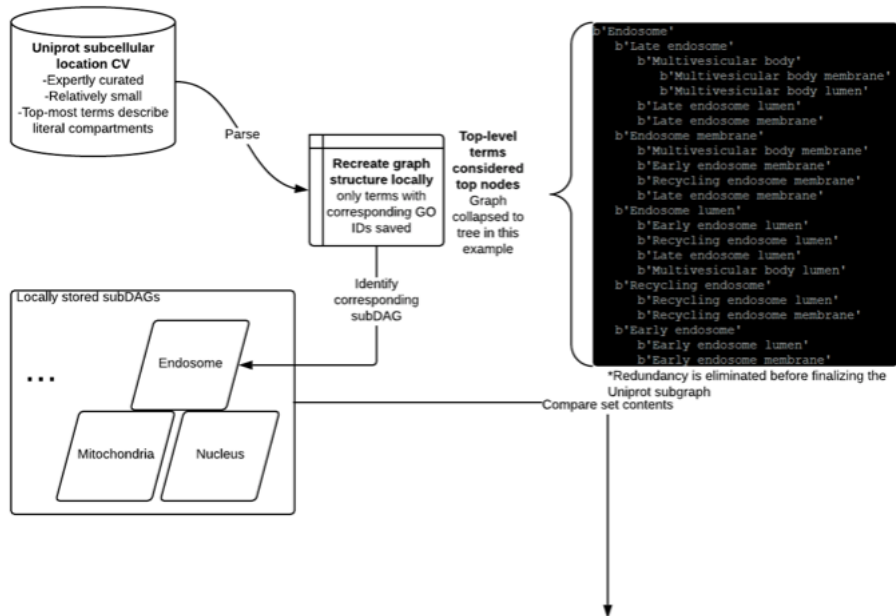 Uniprot subcellular
location CV
-Expertly curated
-Relatively small
-Top-most terms describe
literal compartments
Parse
Recreate graph
structure locally
only terms with
corresponding GO
IDs saved
Top-level
terms
considered
top nodes
Graph
collapsed to
tree in this
example
b'Endosome'
b'Late endosome'
b'Multivesicular body'
b'Multivesicular body membrane'
b'Multivesicular body lumen'
b'Late endosome lumen'
b'Late endosome membrane'
b'Endosome membrane'
b'Multivesicular body membrane'
b'Early endosome membrane'
b'Recycling endosome membrane'
b'Late endosome membrane'
b'Endosome lumen'
b'Early endosome lumen'
b'Recycling endosome lumen'
b'Late endosome lumen'
b'Multivesicular body lumen'
b'Recycling endosome'
b'Recycling endosome lumen'
b'Recycling endosome membrane'
b'Early endosome'
b'Early endosome lumen'
b'Early endosome membrane'
*Redundancy is eliminated before finalizing the
Uniprot subgraph
Identify
corresponding
subDAG
Locally stored subDAGs
Endosome
...
Mitochondria
Nucleus
Compare set contents